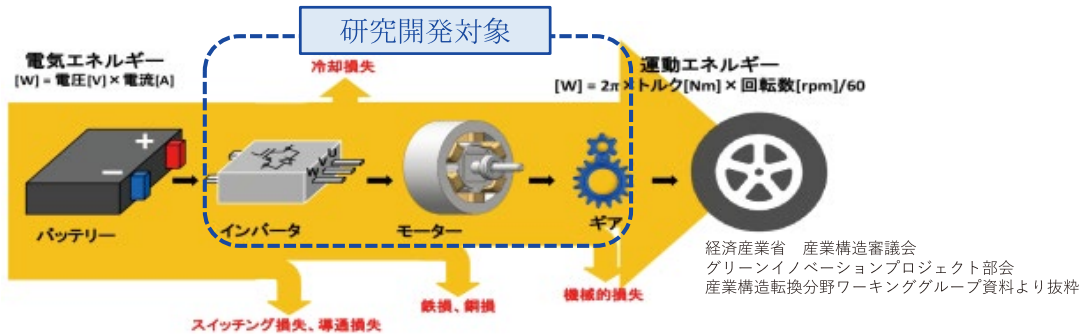 研究開発対象
電気エネルギー
[W] = 電圧[V] × 電流[A]
冷却損失
運動エネルギー
[W] = 2π × トルク[Nm] × 回転数[rpm]/60
+
−
U
V
W
バッテリー
インバータ
モーター
ギア
スイッチング損失、導通損失
鉄損、銅損
機械的損失
経済産業省　産業構造審議会
グリーンイノベーションプロジェクト部会
産業構造転換分野ワーキンググループ資料より抜粋